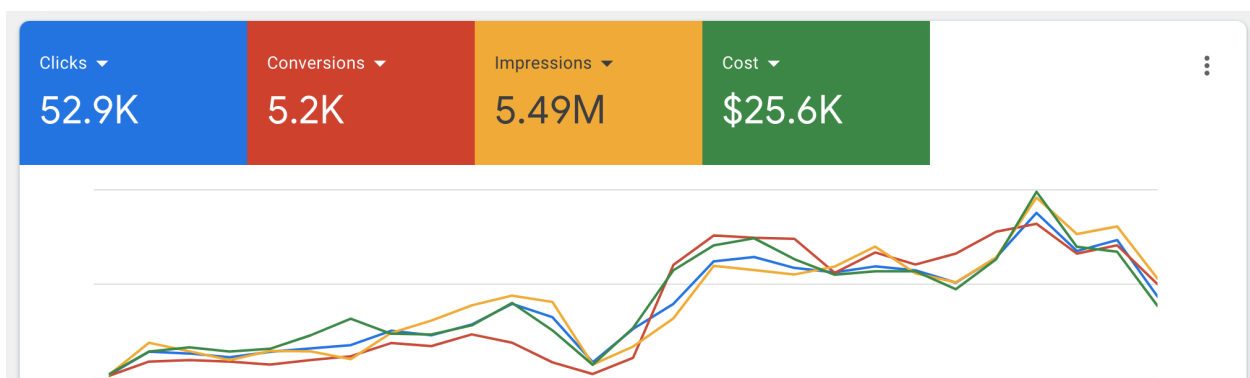 Clicks
52.9K
Conversions
5.2K
Impressions
5.49M
Cost
$25.6K